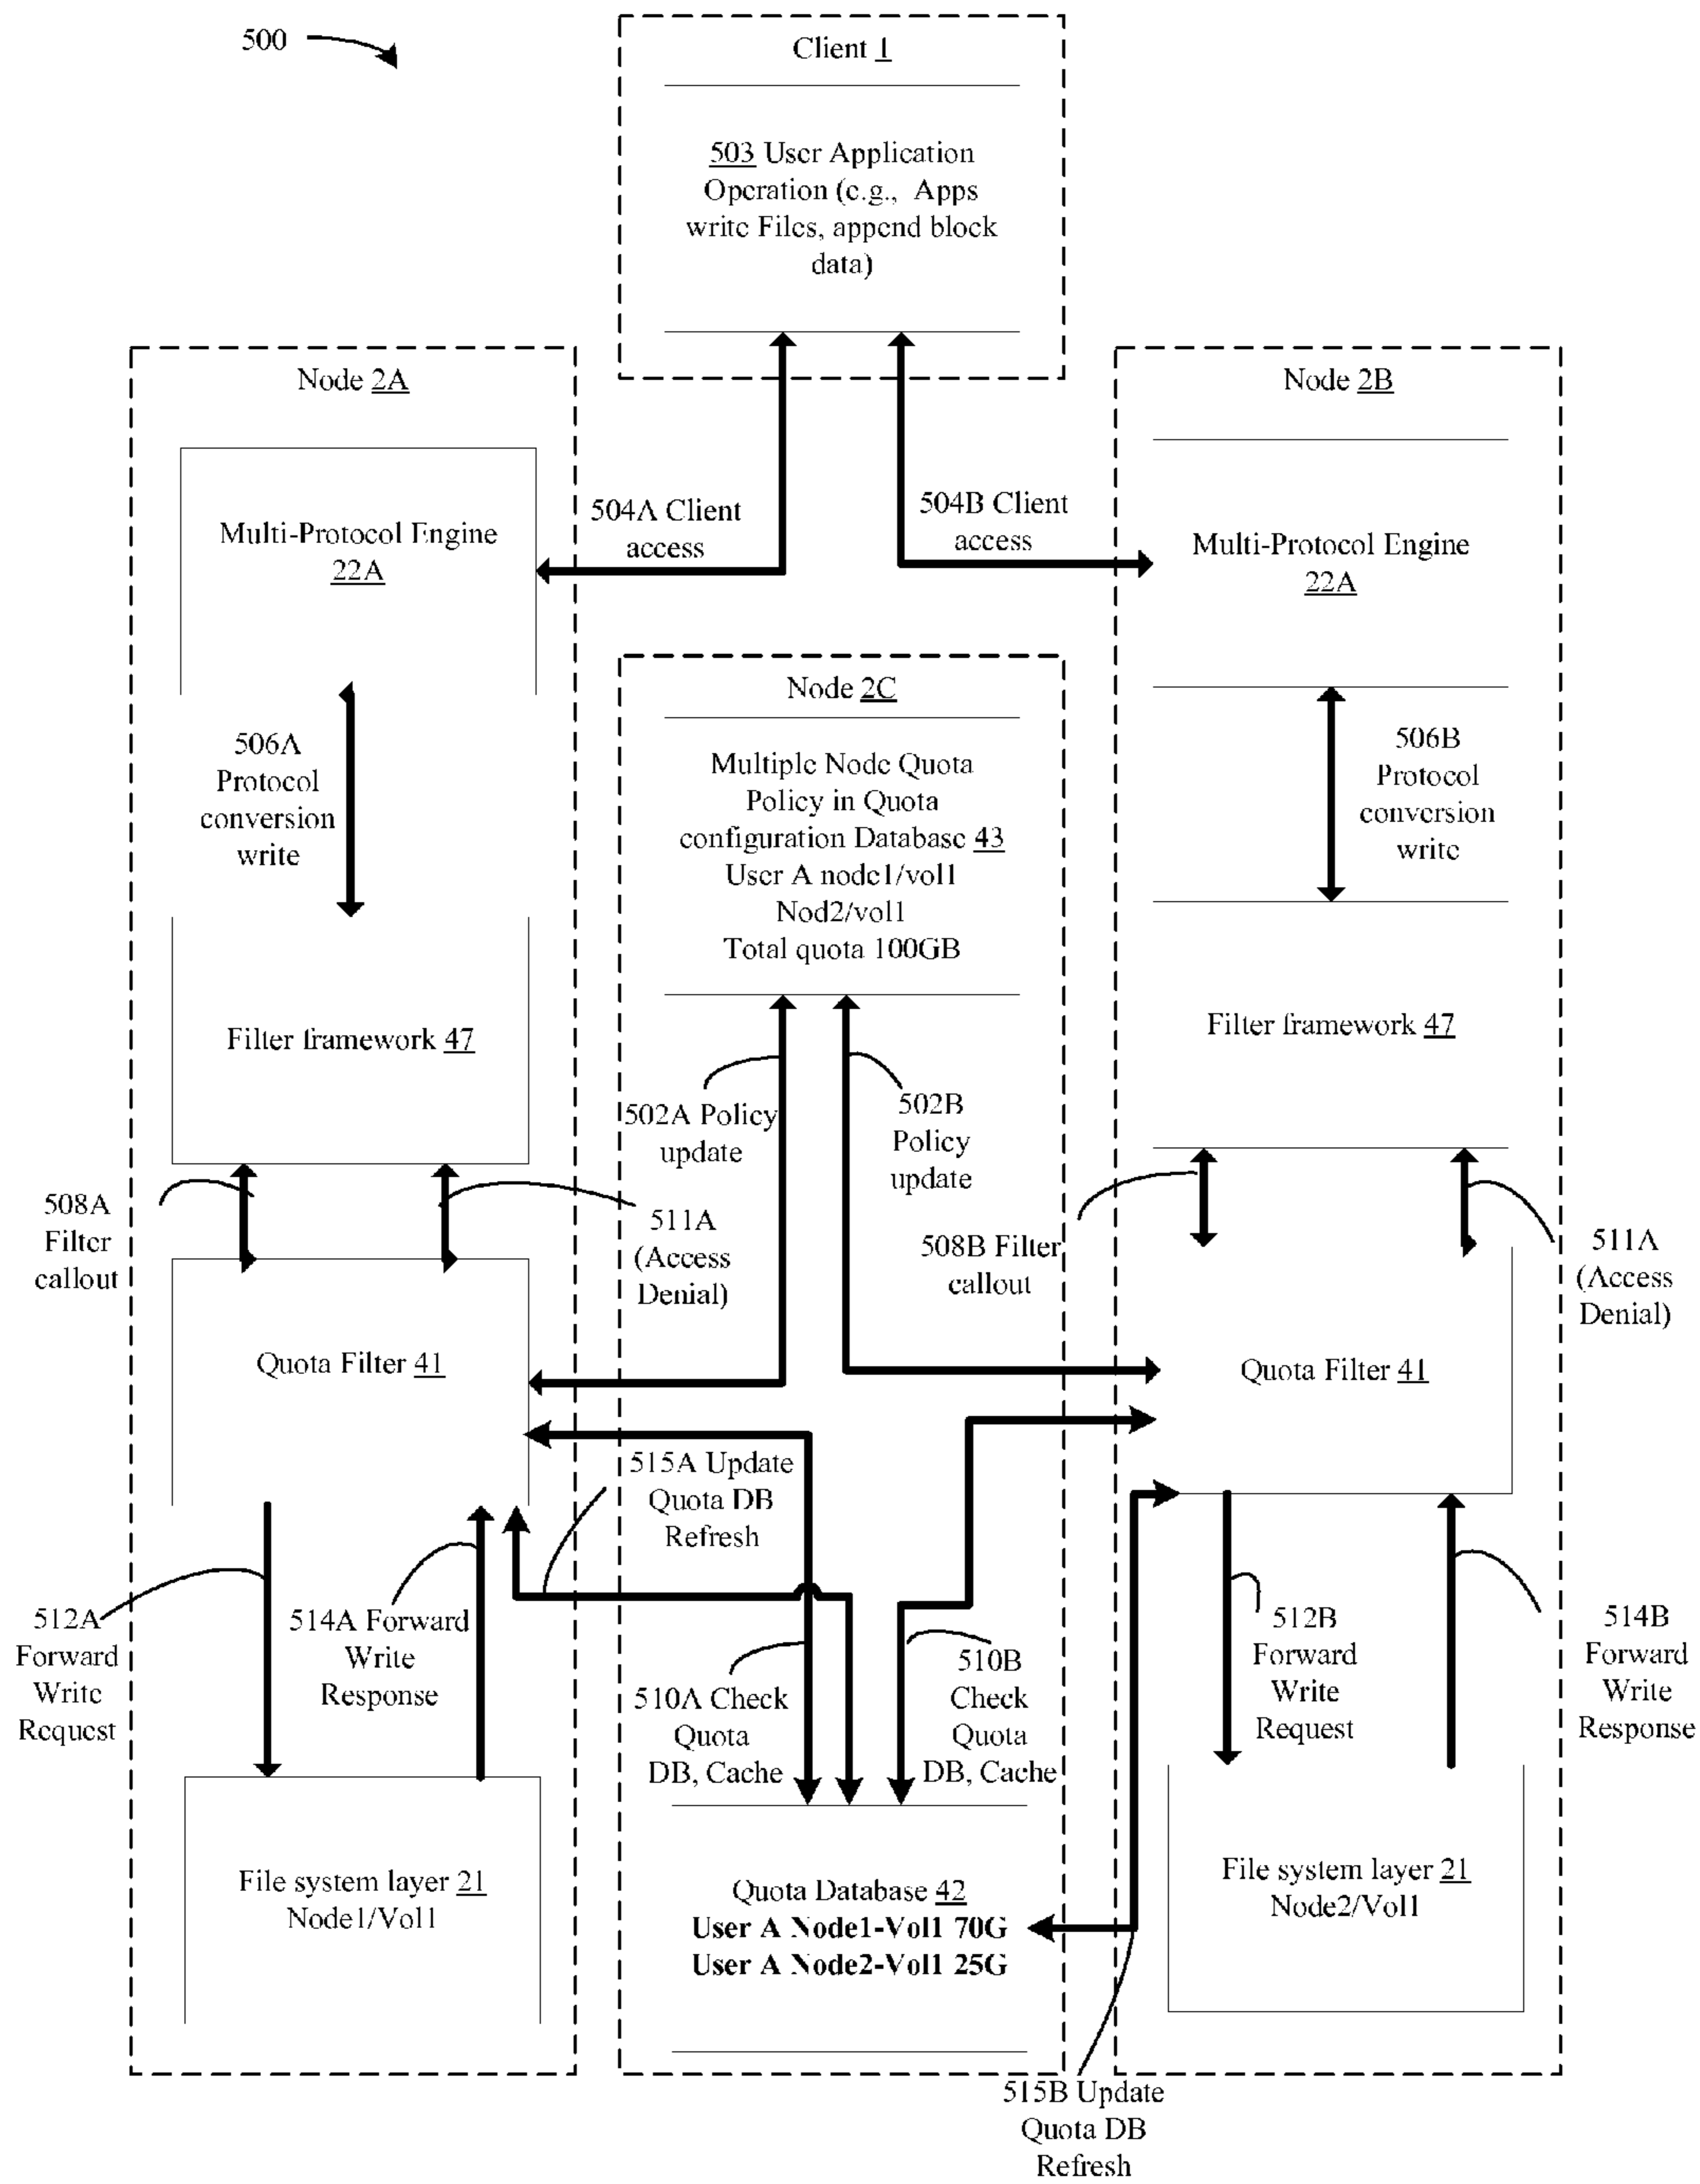 500
Client 1
503 User Application
Operation (e.g., Apps
write Files, append block
data)
Node 2A
Multi-Protocol Engine
22A
504A Client
access
504B Client
access
Node 2B
Multi-Protocol Engine
22A
506A
Protocol
conversion
write
Node 2C
Multiple Node Quota
Policy in Quota
configuration Database 43
User A node1/vol1
Nod2/vol1
Total quota 100GB
506B
Protocol
conversion
write
Filter framework 47
Filter framework 47
502A Policy
update
502B
Policy
update
508A
Filter
callout
511A
(Access
Denial)
508B Filter
callout
511A
(Access
Denial)
Quota Filter 41
Quota Filter 41
515A Update
Quota DB
Refresh
512A
Forward
Write
Request
514A Forward
Write
Response
510A Check
Quota
DB, Cache
510B
Check
Quota
DB, Cache
512B
Forward
Write
Request
514B
Forward
Write
Response
File system layer 21
Node1/Vol1
Quota Database 42
User A Node1-Vol1 70G
User A Node2-Vol1 25G
File system layer 21
Node2/Vol1
515B Update
Quota DB
Refresh